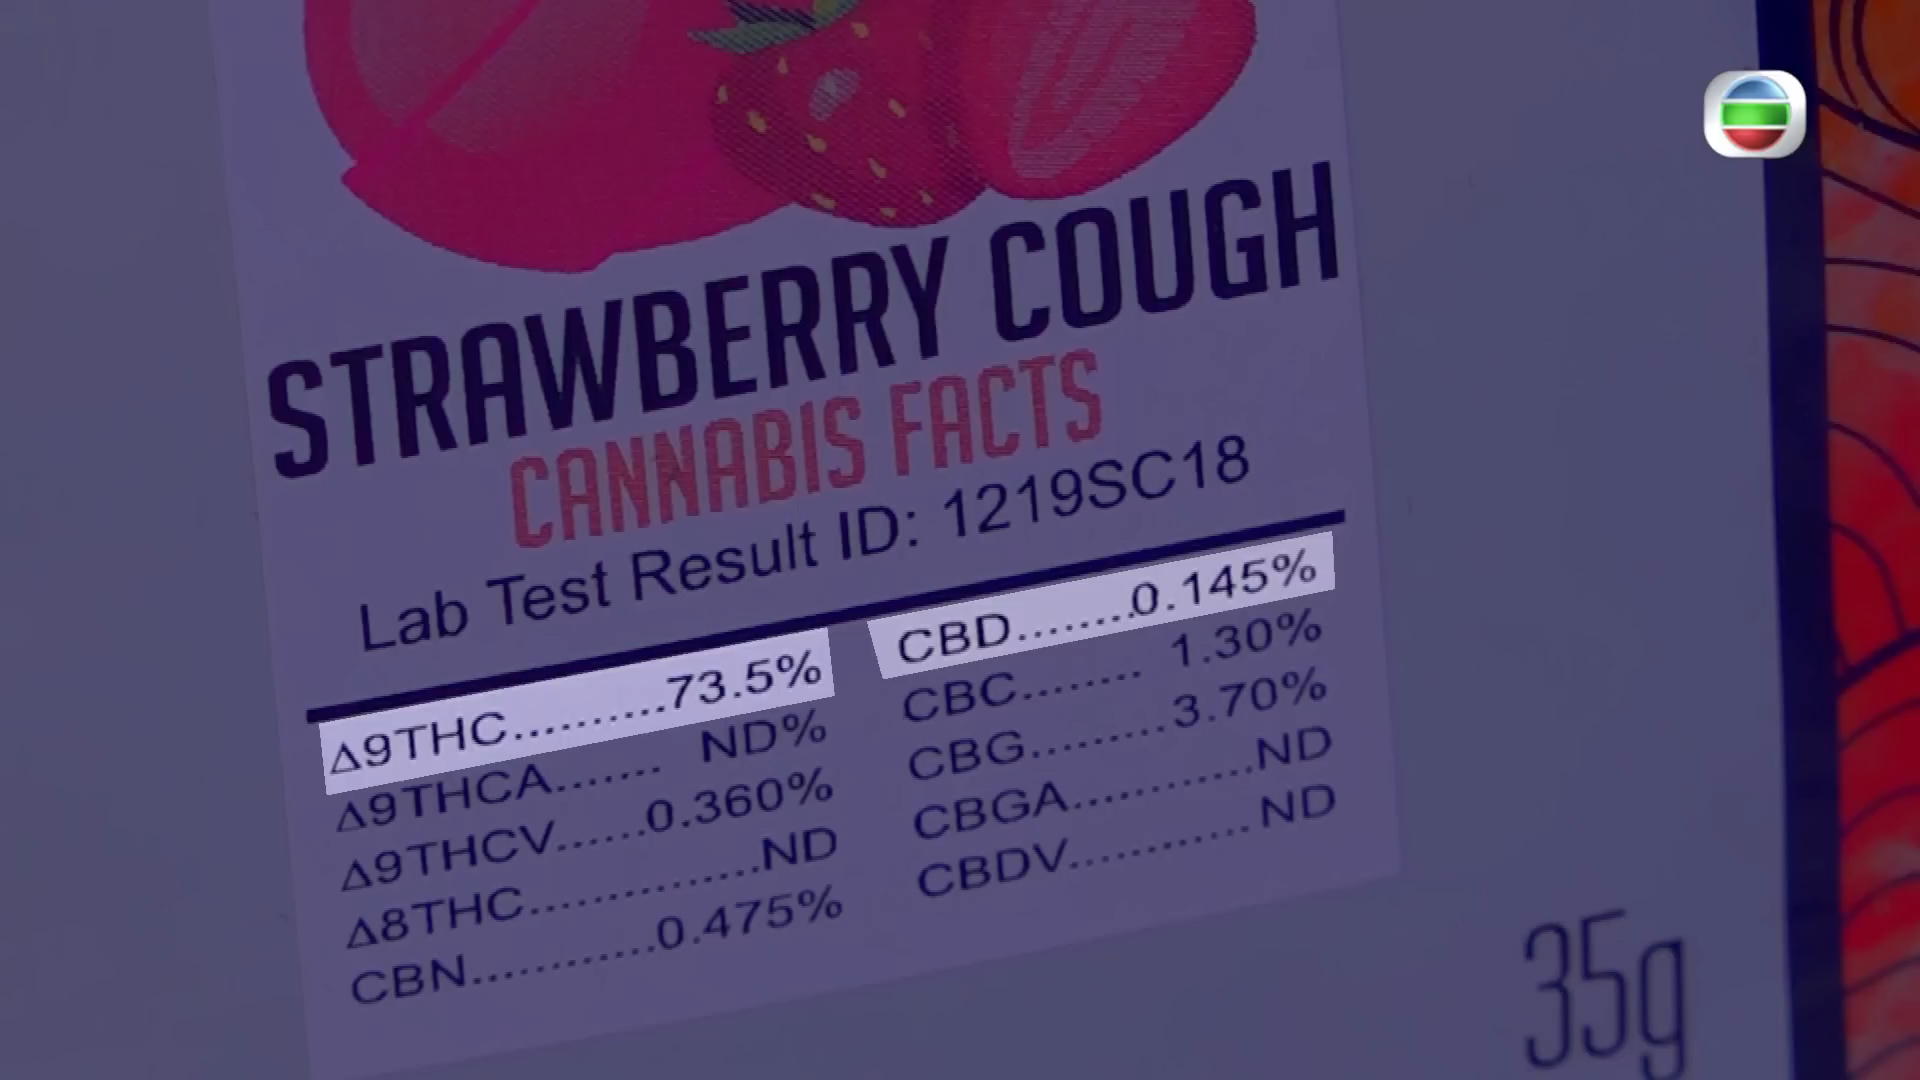 STRAWBERRY COUGH
CANNABIS FACTS
Lab Test Result ID: 1219SC18
Δ9THC..........73.5%
Δ9THCA....... ND%
Δ9THCV......0.360%
Δ8THC...............ND
CBN............0.475%
CBD........0.145%
CBC........ 1.30%
CBG.........3.70%
CBGA............ND
CBDV............ ND
35g